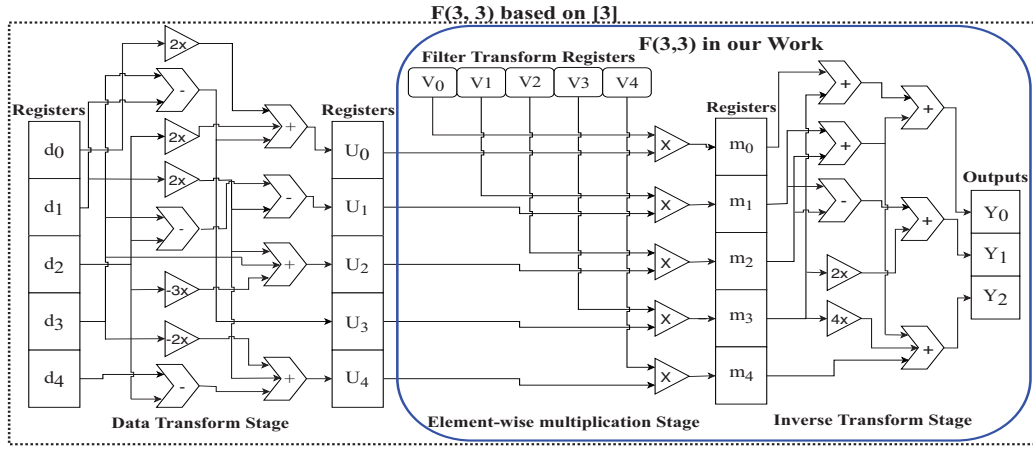 F(3, 3) based on [3]
F(3,3) in our Work
Filter Transform Registers
V0 V1 V2 V3 V4
Registers
d0
d1
d2
d3
d4
2x
-
2x
2x
-
-3x
-2x
-
+
-
+
+
Data Transform Stage
Registers
U0
U1
U2
U3
U4
X
X
X
X
X
Element-wise multiplication Stage
Registers
m0
m1
m2
m3
m4
+
+
-
2x
4x
+
+
+
Inverse Transform Stage
Outputs
Y0
Y1
Y2